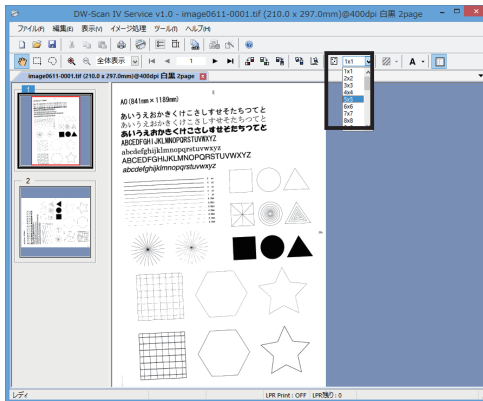 DW-Scan IV Service v1.0 - image0611-0001.tif (210.0 x 297.0mm)@400dpi 白黒 2page
ファイル(F) 編集(E) 表示(V) イメージ処理 ツール(T) ヘルプ(H)
全体表示 1 1x1
image0611-0001.tif (210.0 x 297.0mm)@400dpi 白黒 2page
1x1
2x2
3x3
4x4
5x5
6x6
7x7
8x8
1
2
A0 (841mm×1189mm)
あいうえおかきくけこさしすせそたちつてと
あいうえおかきくけこさしすせそたちつてと
あいうえおかきくけこさしすせそたちつてと
ABCDEFGHIJKLMNOPQRSTUVWXYZ
abcdefghijklmnopqrstuvwxyz
ABCDEFGHIJKLMNOPQRSTUVWXYZ
abcdefghijklmnopqrstuvwxyz
レディ LPR Print : OFF LPR残り : 0